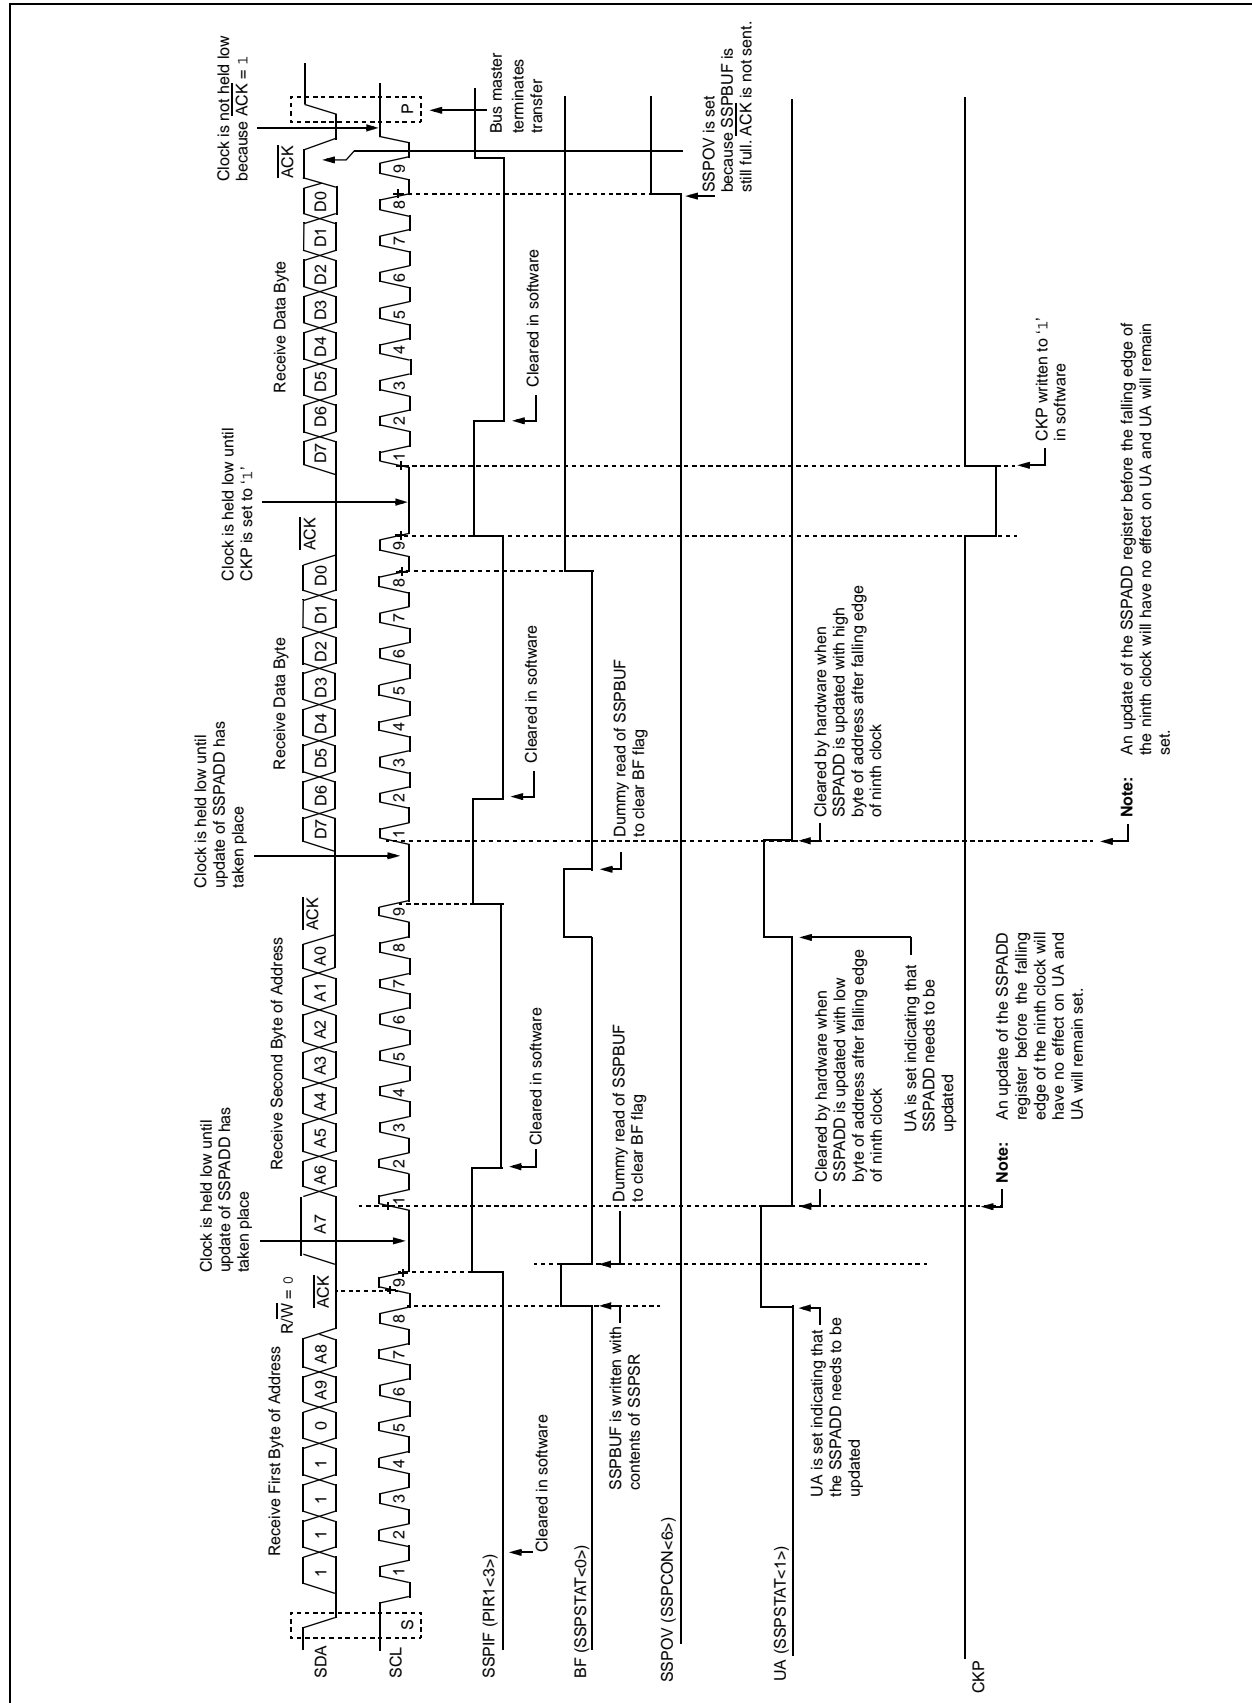 Clock is held low until
update of SSPADD has
taken place
Clock is held low until
update of SSPADD has
taken place
Clock is held low until
CKP is set to ‘1’
Clock is not held low
because ACK = 1
Receive First Byte of Address
R/W = 0
Receive Second Byte of Address
Receive Data Byte
Receive Data Byte
ACK
ACK
ACK
ACK
SDA
1
1
1
1
0
A9
A8
A7
A6
A5
A4
A3
A2
A1
A0
D7
D6
D5
D4
D3
D2
D1
D0
D7
D6
D5
D4
D3
D2
D1
D0
SCL
S
1
2
3
4
5
6
7
8
9
1
2
3
4
5
6
7
8
9
1
2
3
4
5
6
7
8
9
1
2
3
4
5
6
7
8
9
P
Bus master
terminates
transfer
SSPIF (PIR1<3>)
Cleared in software
Cleared in software
Cleared in software
Cleared in software
BF (SSPSTAT<0>)
SSPBUF is written with
contents of SSPSR
Dummy read of SSPBUF
to clear BF flag
Dummy read of SSPBUF
to clear BF flag
SSPOV (SSPCON<6>)
SSPOV is set
because SSPBUF is
still full. ACK is not sent.
UA (SSPSTAT<1>)
UA is set indicating that
the SSPADD needs to be
updated
Cleared by hardware when
SSPADD is updated with low
byte of address after falling edge
of ninth clock
UA is set indicating that
SSPADD needs to be
updated
Cleared by hardware when
SSPADD is updated with high
byte of address after falling edge
of ninth clock
CKP
CKP written to ‘1’
in software
Note: An update of the SSPADD
register before the falling
edge of the ninth clock will
have no effect on UA and
UA will remain set.
Note: An update of the SSPADD register before the falling edge of
the ninth clock will have no effect on UA and UA will remain
set.